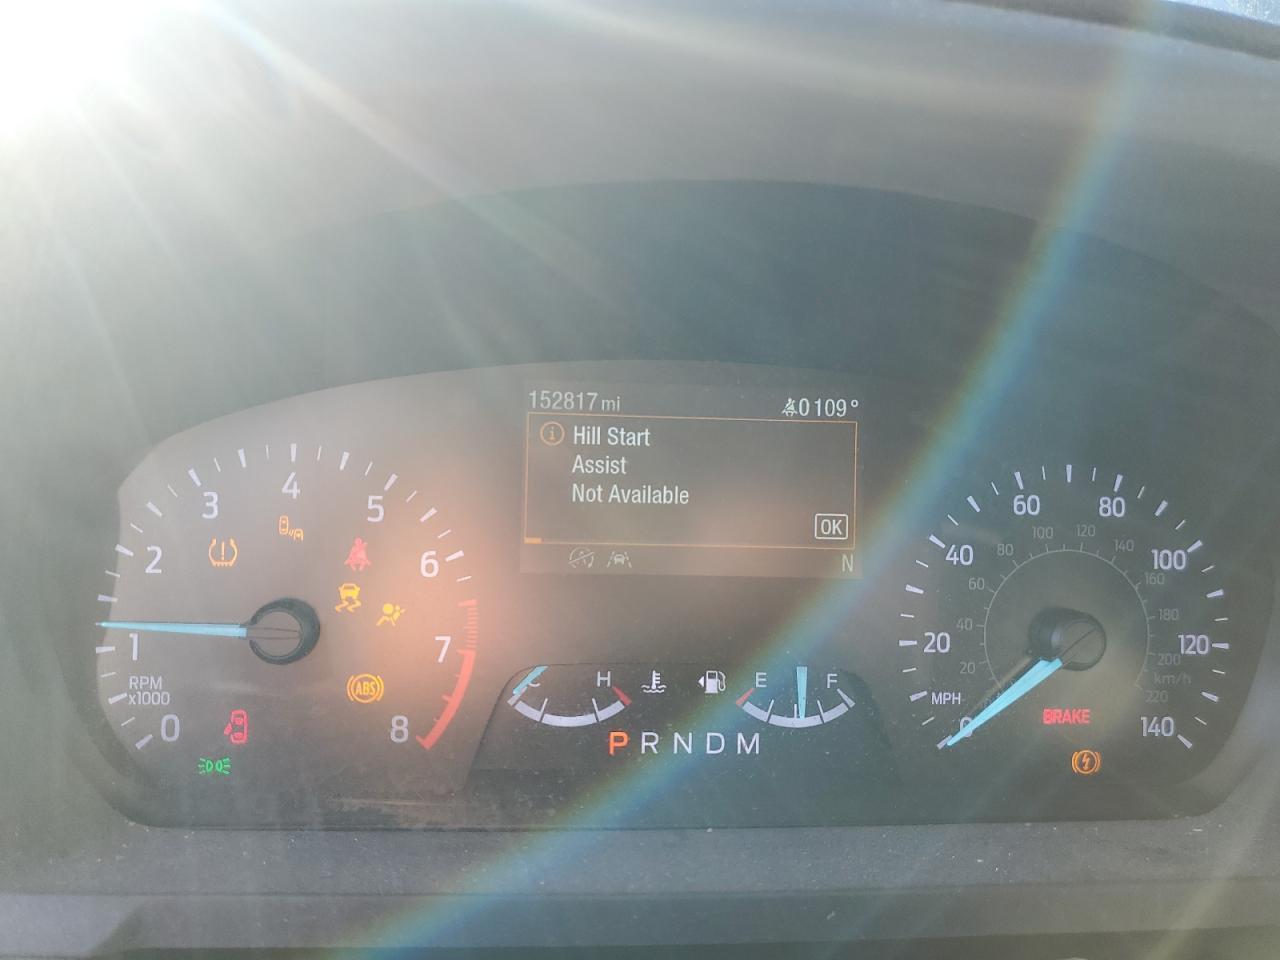 152817 mi
0 109°
Hill Start
Assist
Not Available
OK
N
0
1
2
3
4
5
6
7
8
RPM
x1000
ABS
C
H
E
F
P R N D M
0
20
40
60
80
100
120
140
MPH
20
40
60
80
100
120
140
160
180
200
220
km/h
BRAKE